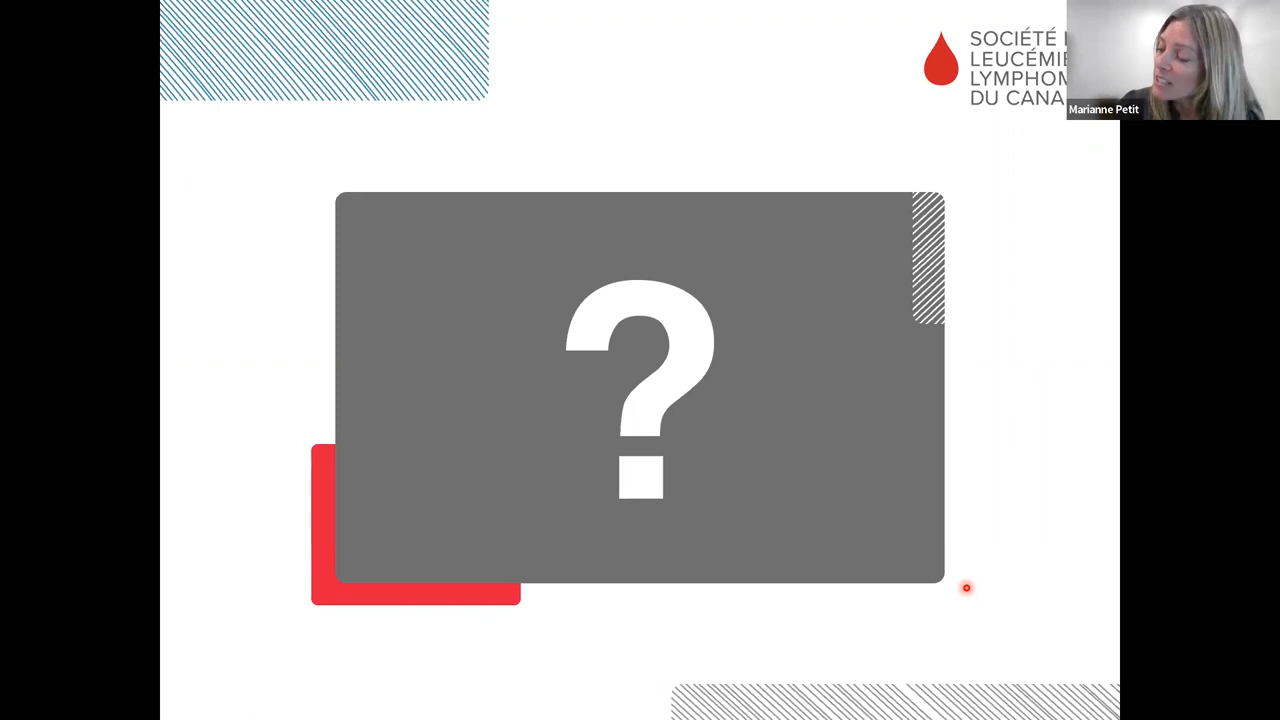 SOCIÉTÉ
LEUCÉMIE
LYMPHOM
DU CANA
Marianne Petit
?